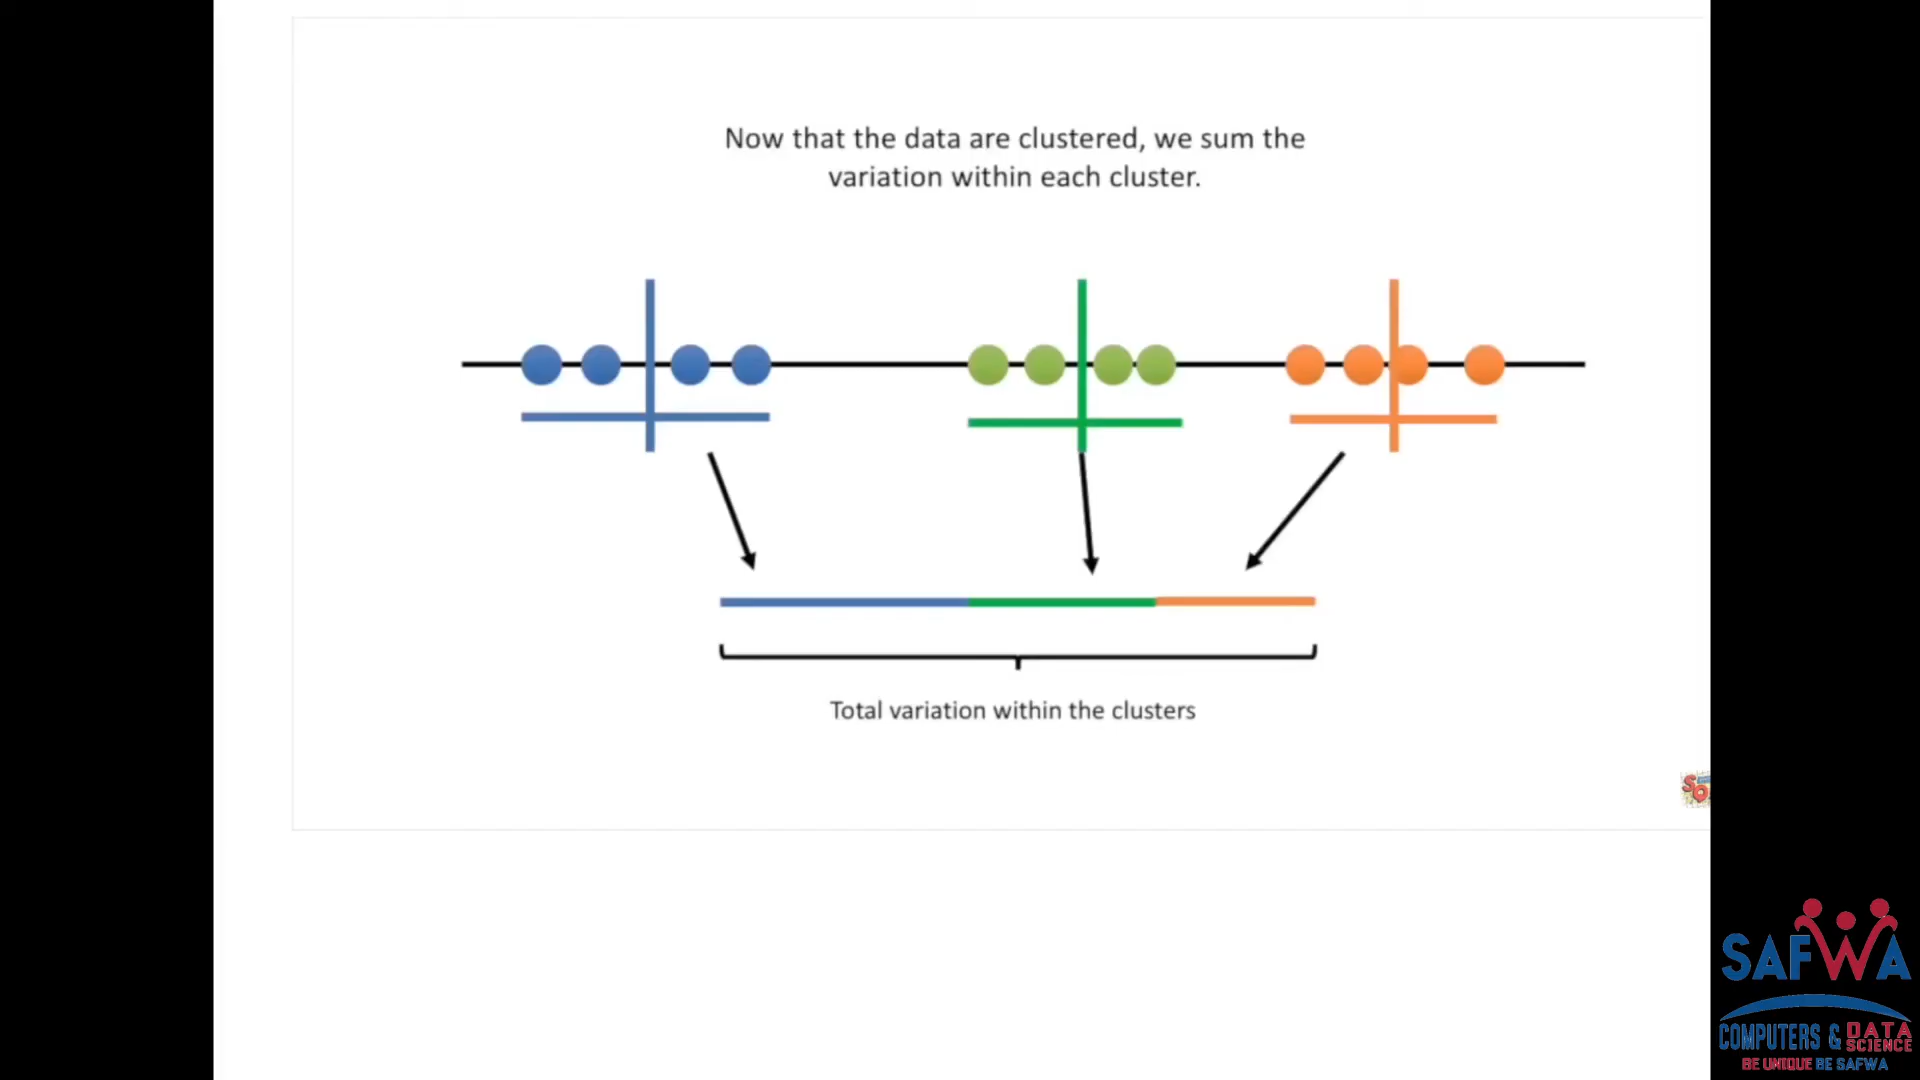 Now that the data are clustered, we sum the
variation within each cluster.
Total variation within the clusters
SAFWA
COMPUTERS & DATA SCIENCE
BE UNIQUE BE SAFWA